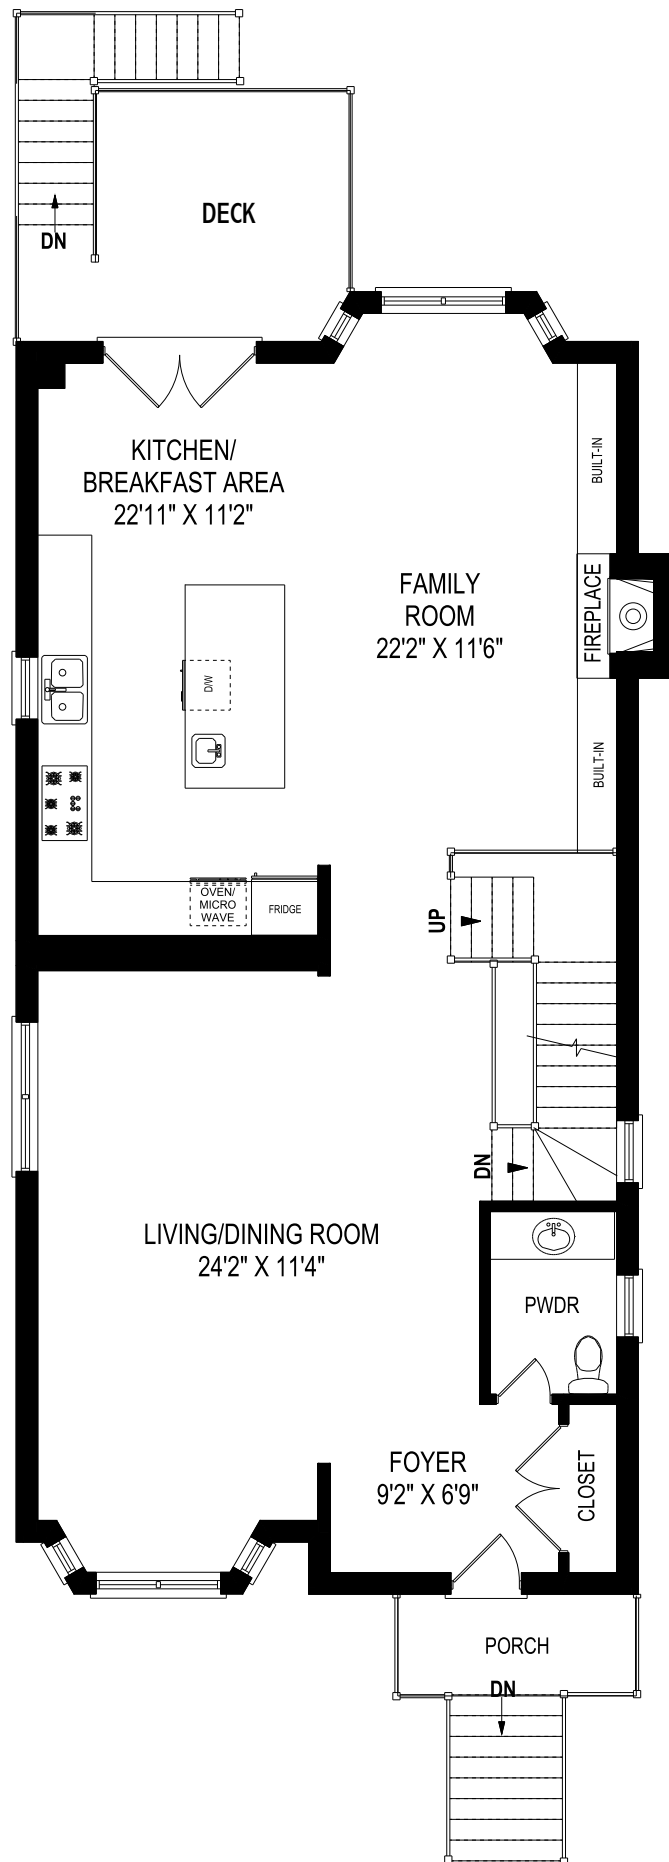 DECK
DN
KITCHEN/
BREAKFAST AREA
22'11" X 11'2"
BUILT-IN
FAMILY
ROOM
22'2" X 11'6"
FIREPLACE
D/W
BUILT-IN
OVEN/
MICRO
WAVE
FRIDGE
UP
DN
LIVING/DINING ROOM
24'2" X 11'4"
PWDR
FOYER
9'2" X 6'9"
CLOSET
PORCH
DN